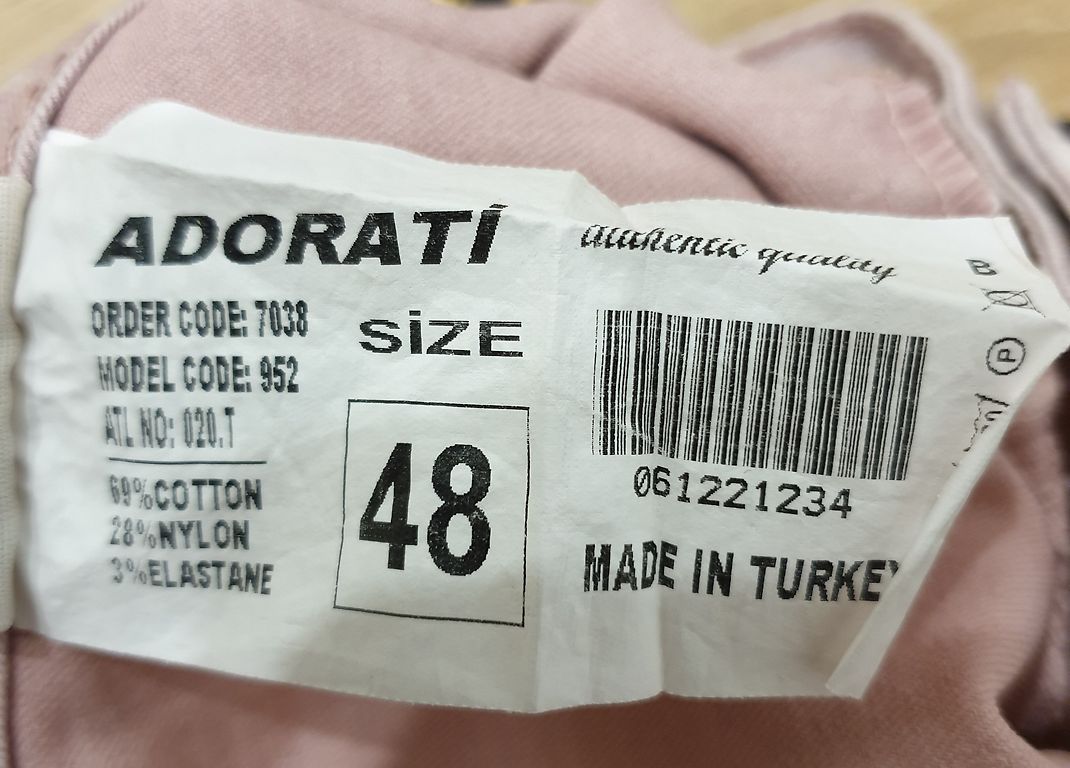 ADORATİ
ORDER CODE: 7038
MODEL CODE: 952
ATL NO: 020.T
69%COTTON
28%NYLON
3%ELASTANE
SİZE
48
authentic quality
061221234
MADE IN TURKEY
B
P